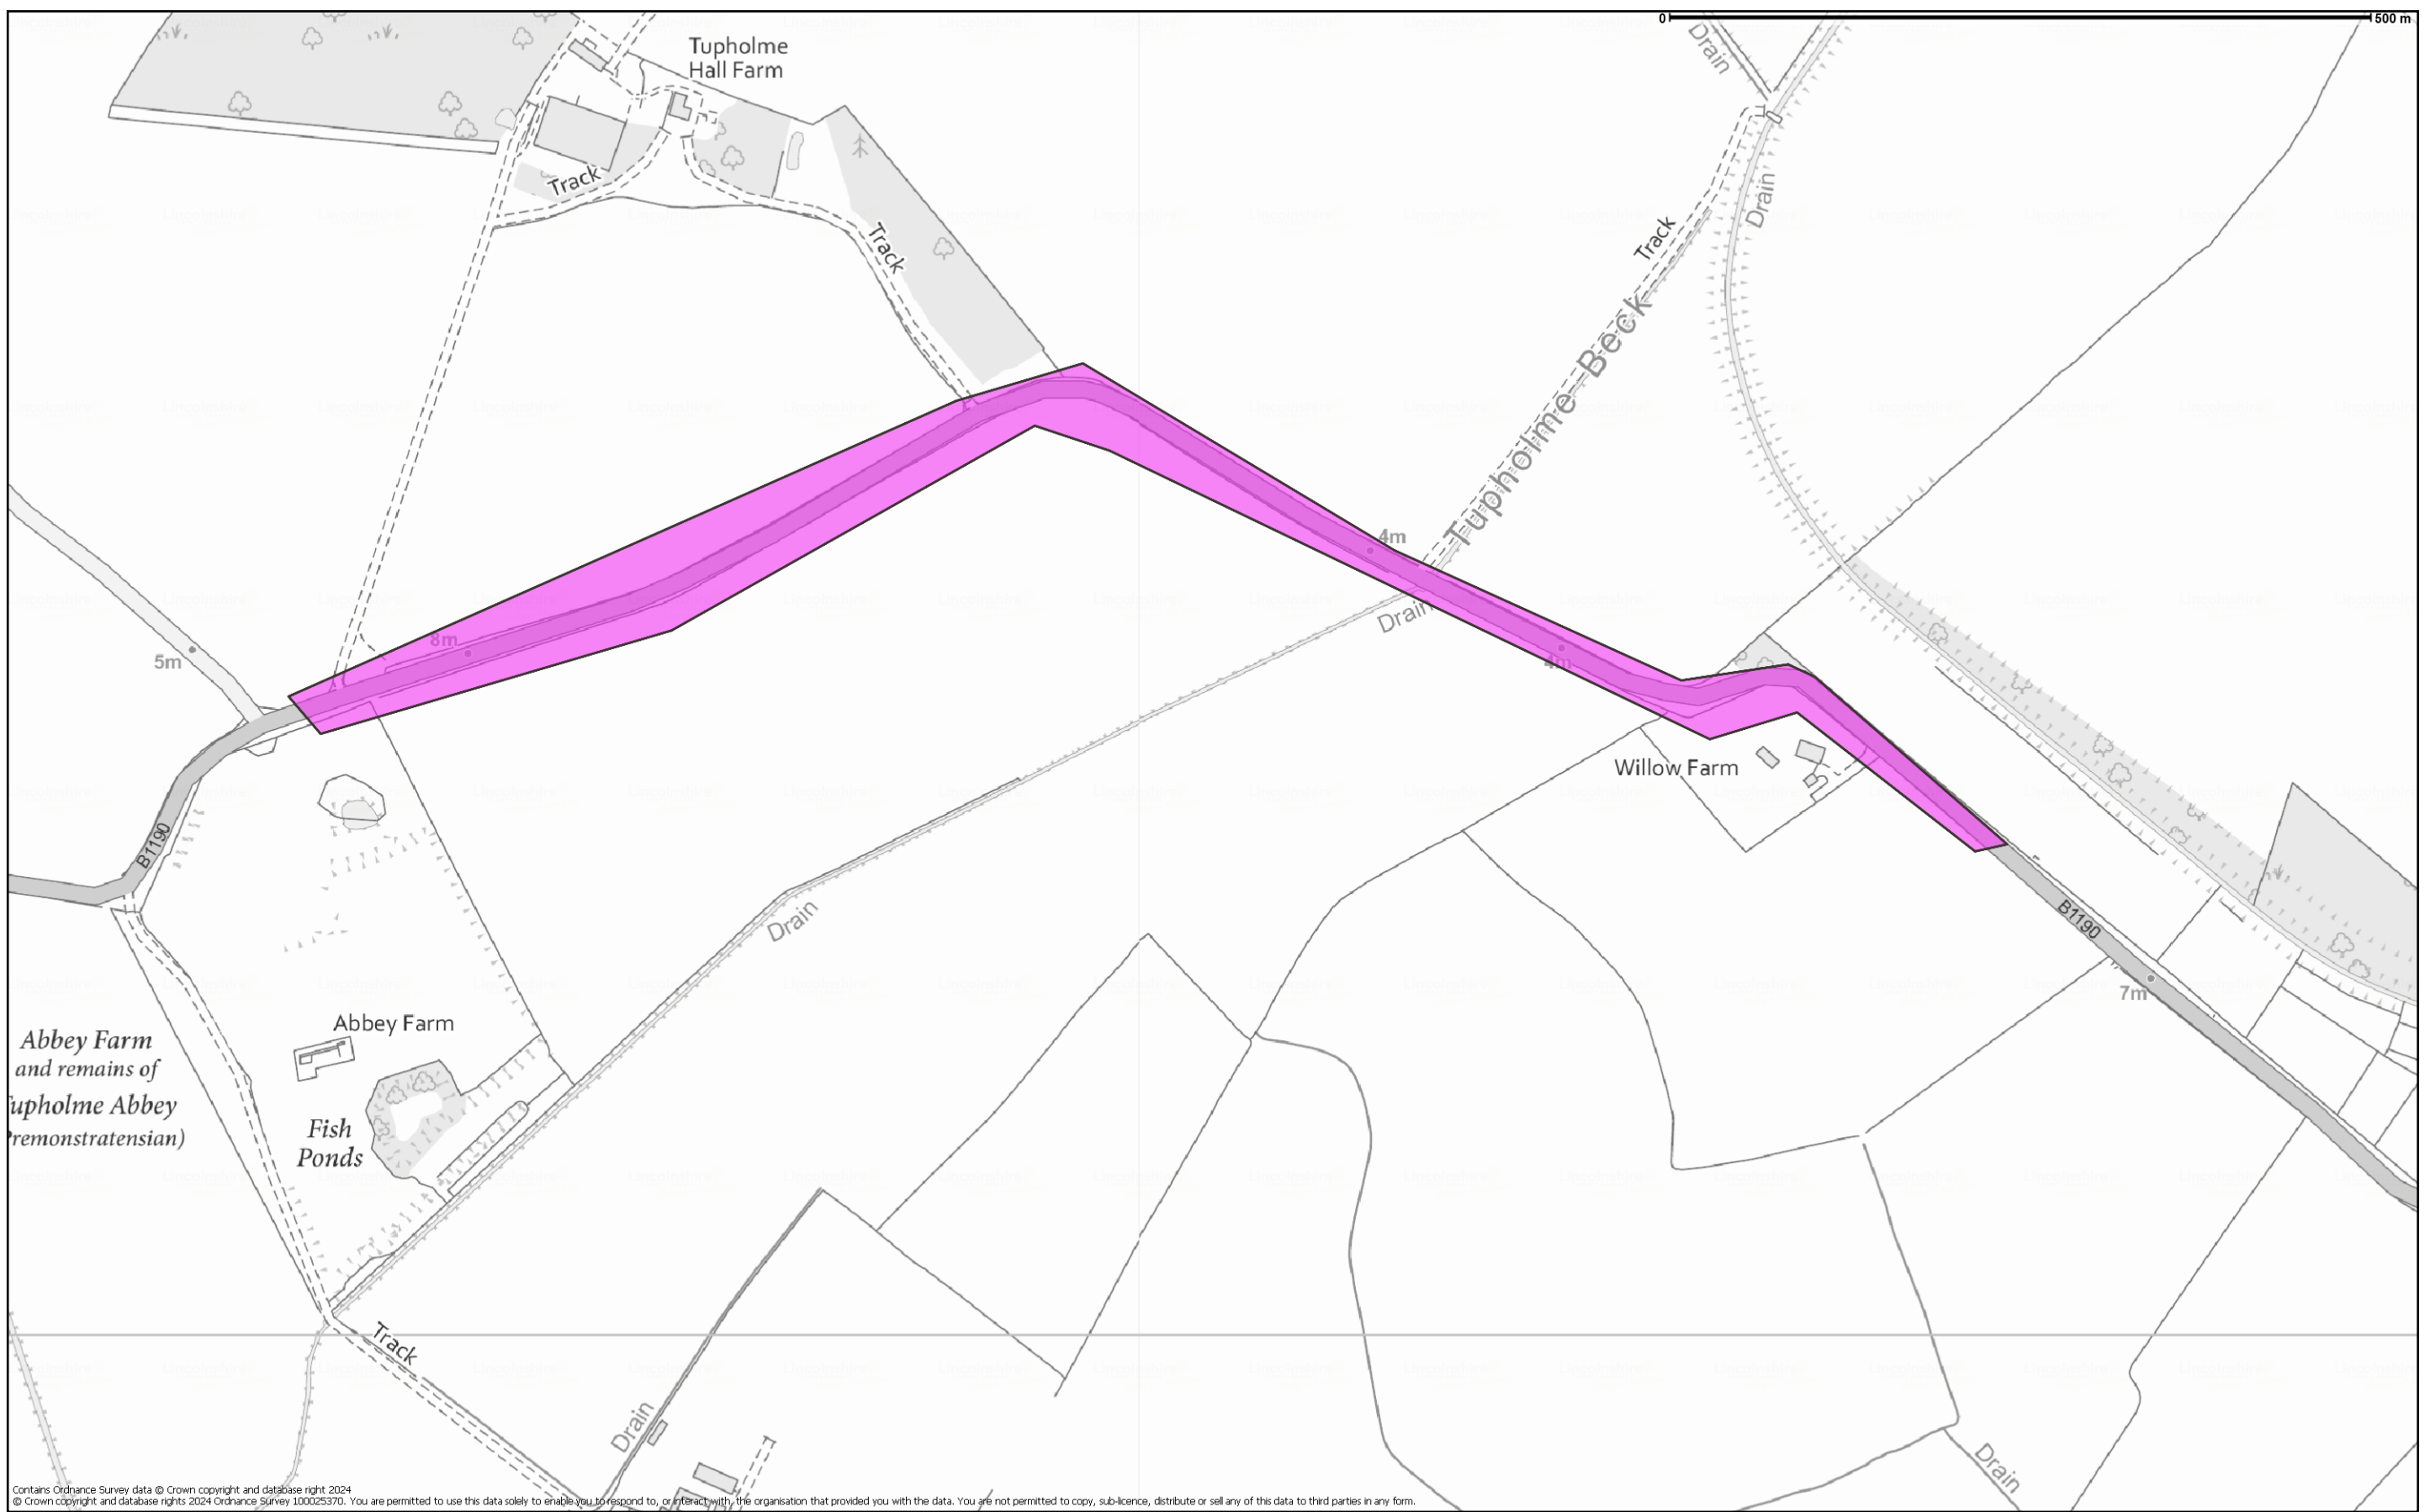 0
500 m
Drain
Tupholme
Hall Farm
Track
Drain
Track
Track
Tupholme Beck
4m
Drain
8m
5m
4m
Willow Farm
B1190
Drain
B1190
7m
Abbey Farm
Abbey Farm
and remains of
upholme Abbey
remonstratensian)
Fish
Ponds
Track
Drain
Drain
Contains Ordnance Survey data © Crown copyright and database right 2024
© Crown copyright and database rights 2024 Ordnance Survey 100025370. You are permitted to use this data solely to enable you to respond to, or interact with, the organisation that provided you with the data. You are not permitted to copy, sub-licence, distribute or sell any of this data to third parties in any form.